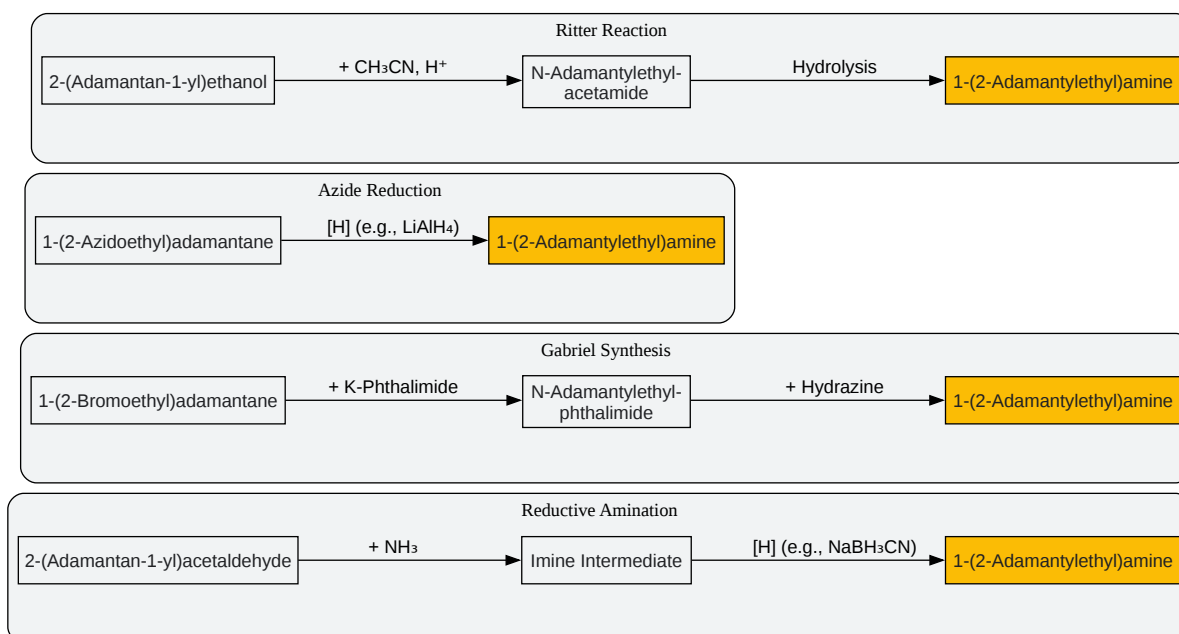 Ritter Reaction
2-(Adamantan-1-yl)ethanol
+ CH₃CN, H⁺
N-Adamantylethyl-
acetamide
Hydrolysis
1-(2-Adamantylethyl)amine
Azide Reduction
1-(2-Azidoethyl)adamantane
[H] (e.g., LiAlH₄)
1-(2-Adamantylethyl)amine
Gabriel Synthesis
1-(2-Bromoethyl)adamantane
+ K-Phthalimide
N-Adamantylethyl-
phthalimide
+ Hydrazine
1-(2-Adamantylethyl)amine
Reductive Amination
2-(Adamantan-1-yl)acetaldehyde
+ NH₃
Imine Intermediate
[H] (e.g., NaBH₃CN)
1-(2-Adamantylethyl)amine